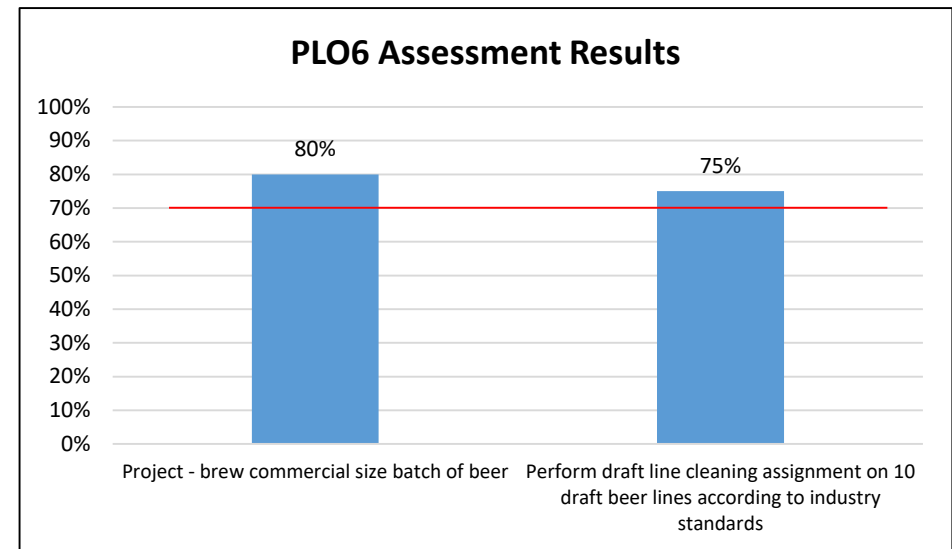 PLO6 Assessment Results
100%
90%
80%
70%
60%
50%
40%
30%
20%
10%
0%
80%
75%
Project - brew commercial size batch of beer
Perform draft line cleaning assignment on 10
draft beer lines according to industry
standards